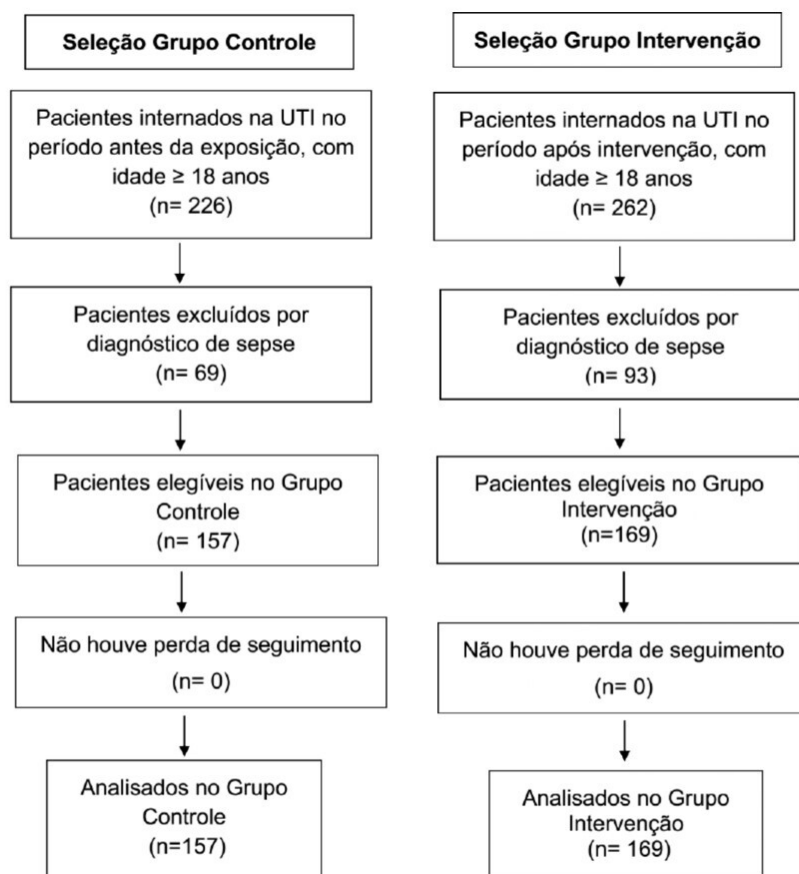 Seleção Grupo Controle
Pacientes internados na UTI no
período antes da exposição, com
idade ≥ 18 anos
(n= 226)
Pacientes excluídos por
diagnóstico de sepse
(n= 69)
Pacientes elegíveis no Grupo
Controle
(n= 157)
Não houve perda de seguimento
(n= 0)
Analisados no Grupo
Controle
(n=157)
Seleção Grupo Intervenção
Pacientes internados na UTI no
período após intervenção, com
idade ≥ 18 anos
(n= 262)
Pacientes excluídos por
diagnóstico de sepse
(n= 93)
Pacientes elegíveis no Grupo
Intervenção
(n=169)
Não houve perda de seguimento
(n= 0)
Analisados no Grupo
Intervenção
(n= 169)